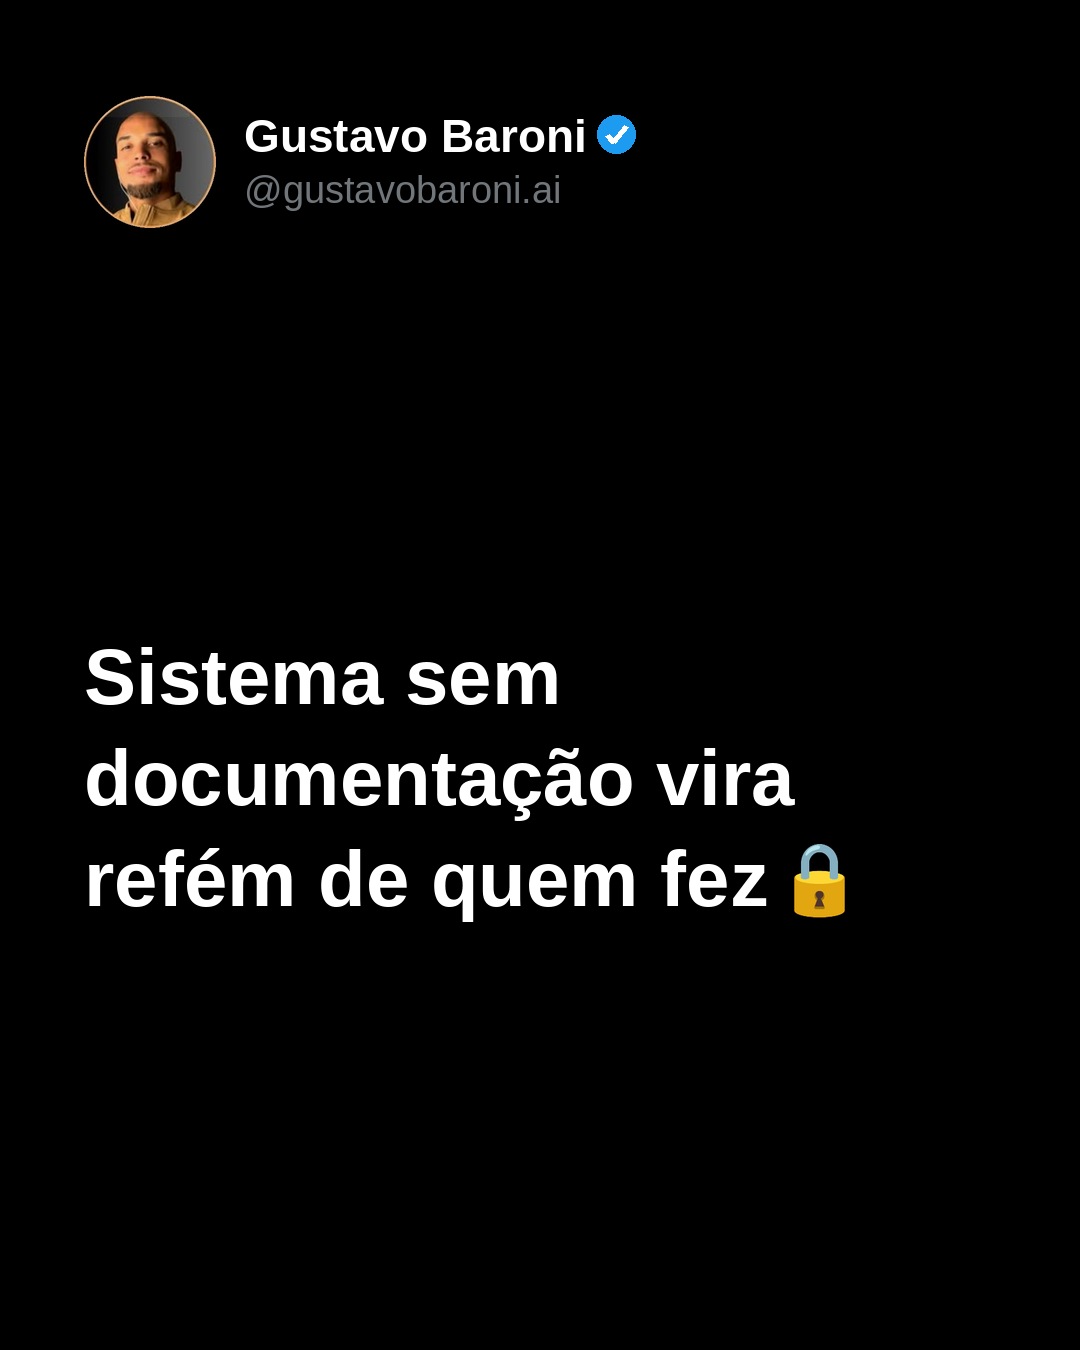 Gustavo Baroni
@gustavobaroni.ai
Sistema sem
documentação vira
refém de quem fez 🔒